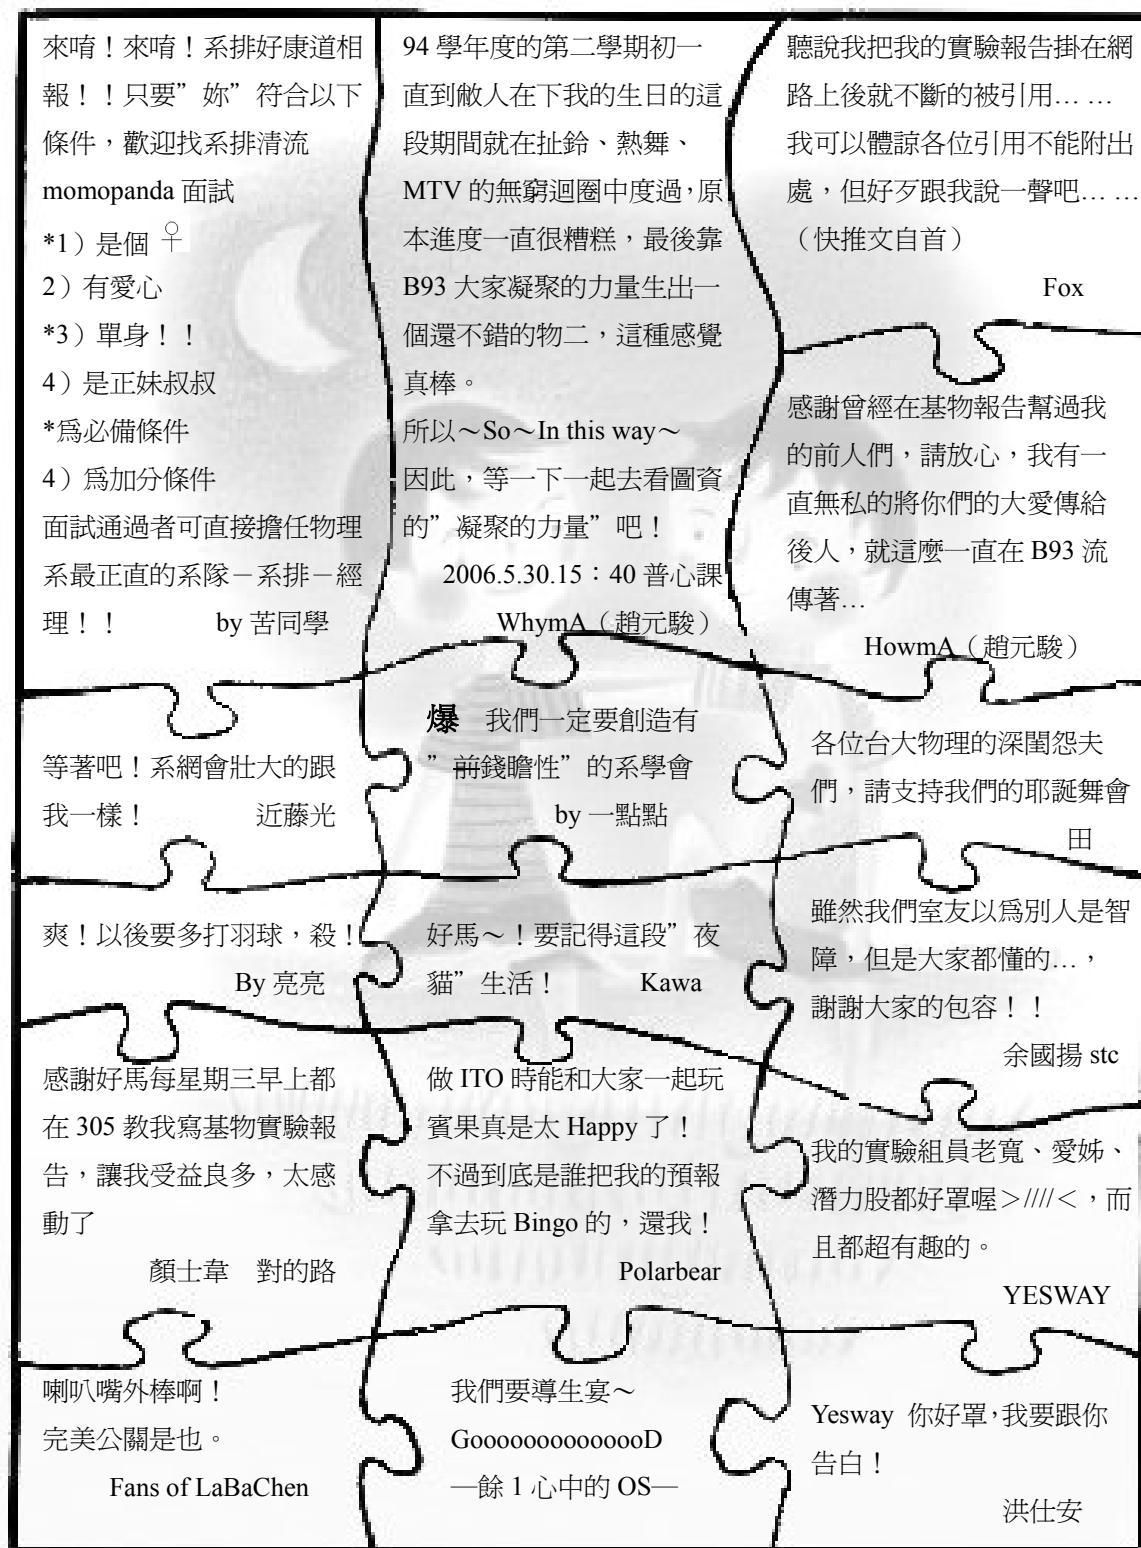 來唷！來唷！系排好康道相
報！！只要”妳”符合以下
條件，歡迎找系排清流
momopanda 面試
*1）是個 ♀
2）有愛心
*3）單身！！
4）是正妹叔叔
*為必備條件
4）為加分條件
面試通過者可直接擔任物理
系最正直的系隊－系排－經
理！！ by 苦同學
94 學年度的第二學期初一
直到敝人在下我的生日的這
段期間就在扯鈴、熱舞、
MTV 的無窮迴圈中度過，原
本進度一直很糟糕，最後靠
B93 大家凝聚的力量生出一
個還不錯的物二，這種感覺
真棒。
所以～So～In this way～
因此，等一下一起去看圖資
的”凝聚的力量”吧！
2006.5.30.15：40 普心課
WhymA（趙元駿）
聽說我把我的實驗報告掛在網
路上後就不斷的被引用… …
我可以體諒各位引用不能附出
處，但好歹跟我說一聲吧… …
（快推文自首）
Fox
感謝曾經在基物報告幫過我
的前人們，請放心，我有一
直無私的將你們的大愛傳給
後人，就這麼一直在 B93 流
傳著…
HowmA（趙元駿）
等著吧！系網會壯大的跟
我一樣！ 近藤光
爆 我們一定要創造有
”前錢瞻性”的系學會
by 一點點
各位台大物理的深閨怨夫
們，請支持我們的耶誕舞會
田
爽！以後要多打羽球，殺！
By 亮亮
好馬～！要記得這段”夜
貓”生活！ Kawa
雖然我們室友以為別人是智
障，但是大家都懂的…，
謝謝大家的包容！！
余國揚 stc
感謝好馬每星期三早上都
在 305 教我寫基物實驗報
告，讓我受益良多，太感
動了
顏士韋 對的路
做 ITO 時能和大家一起玩
賓果真是太 Happy 了！
不過到底是誰把我的預報
拿去玩 Bingo 的，還我！
Polarbear
我的實驗組員老寬、愛姊、
潛力股都好罩喔＞////＜，而
且都超有趣的。
YESWAY
喇叭嘴外棒啊！
完美公關是也。
Fans of LaBaChen
我們要導生宴～
GoooooooooooooD
—餘 1 心中的 OS—
Yesway 你好罩，我要跟你
告白！
洪仕安